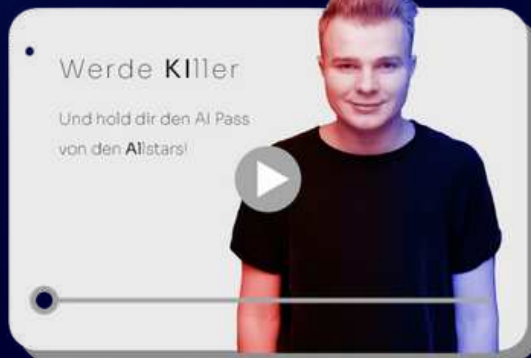 Werde KIller
Und hold dir den AI Pass
von den AIlstars!